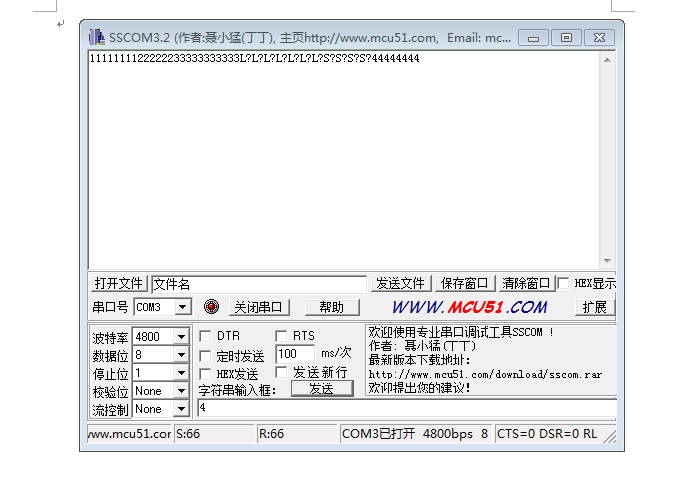 SSCOM3.2 (作者:聂小猛(丁丁), 主页http://www.mcu51.com, Email: mc...
1111111122222233333333333L?L?L?L?L?L?L?S?S?S?S?44444444
打开文件 文件名 发送文件 保存窗口 清除窗口 HEX显示
串口号 COM3 关闭串口 帮助 WWW.MCU51.COM 扩展
波特率 4800 DTR RTS
数据位 8 定时发送 100 ms/次
停止位 1 HEX发送 发送新行
校验位 None 字符串输入框: 发送
流控制 None 4
欢迎使用专业串口调试工具SSCOM !
作者: 聂小猛(丁丁)
最新版本下载地址:
http://www.mcu51.com/download/sscom.rar
欢迎提出您的建议!
www.mcu51.cor S:66 R:66 COM3已打开 4800bps 8 CTS=0 DSR=0 RL